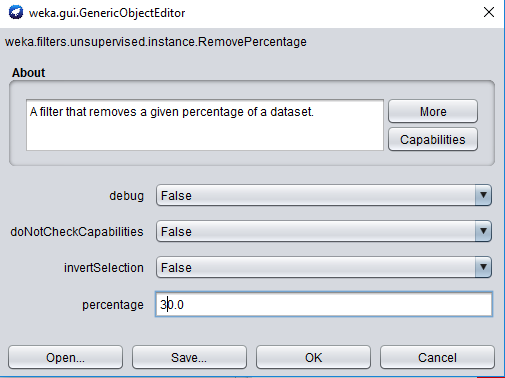 weka.gui.GenericObjectEditor
weka.filters.unsupervised.instance.RemovePercentage
About
A filter that removes a given percentage of a dataset.
More
Capabilities
debug False
doNotCheckCapabilities False
invertSelection False
percentage 30.0
Open... Save... OK Cancel